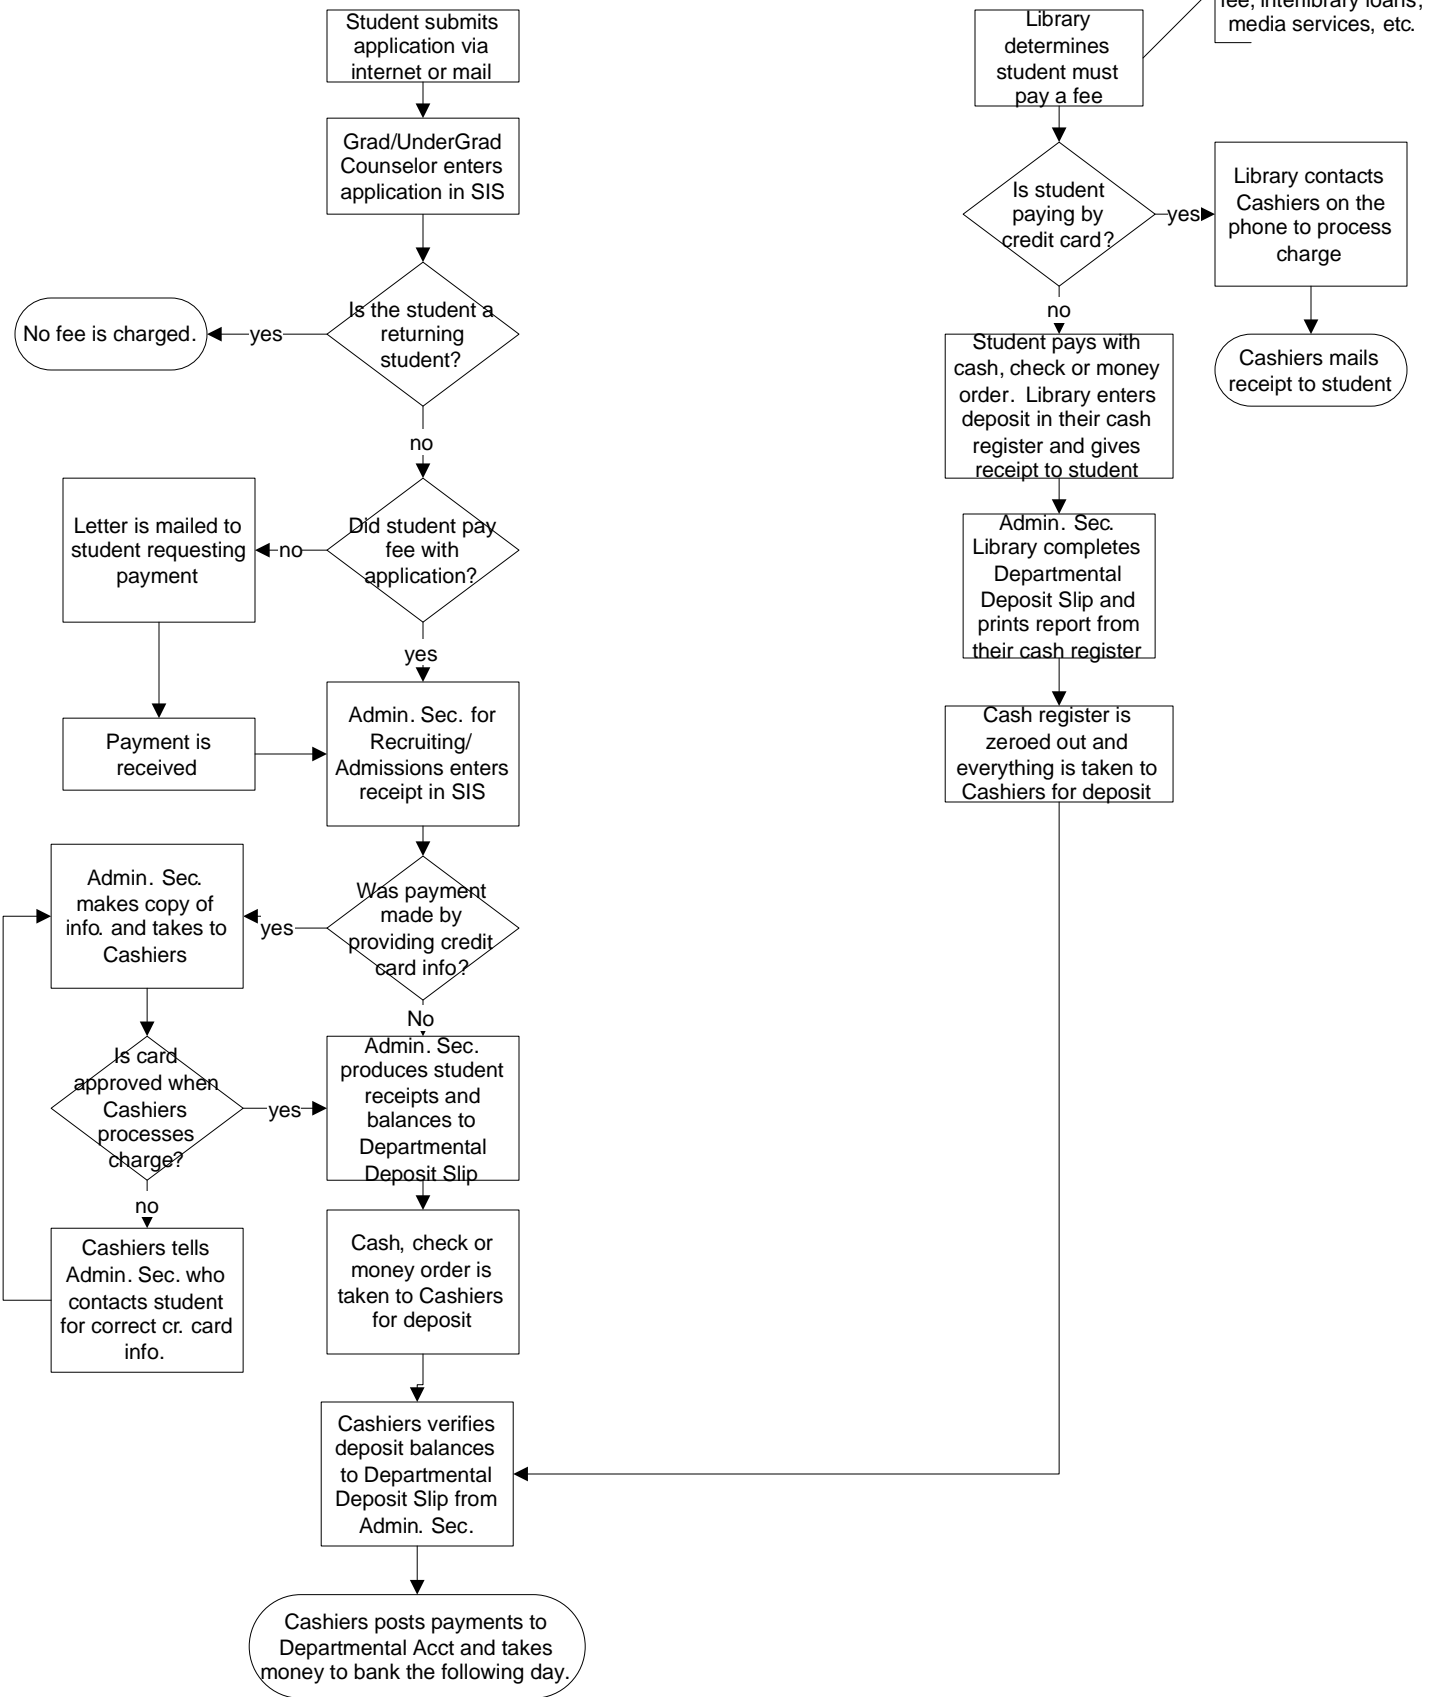 Student submits
application via
internet or mail
Grad/UnderGrad
Counselor enters
application in SIS
Is the student a
returning
student?
yes
No fee is charged.
no
Did student pay
fee with
application?
no
Letter is mailed to
student requesting
payment
Payment is
received
yes
Admin. Sec. for
Recruiting/
Admissions enters
receipt in SIS
Was payment
made by
providing credit
card info?
yes
Admin. Sec.
makes copy of
info. and takes to
Cashiers
Is card
approved when
Cashiers
processes
charge?
yes
no
Cashiers tells
Admin. Sec. who
contacts student
for correct cr. card
info.
No
Admin. Sec.
produces student
receipts and
balances to
Departmental
Deposit Slip
Cash, check or
money order is
taken to Cashiers
for deposit
Cashiers verifies
deposit balances
to Departmental
Deposit Slip from
Admin. Sec.
Cashiers posts payments to
Departmental Acct and takes
money to bank the following day.
Library
determines
student must
pay a fee
fee, interlibrary loans,
media services, etc.
Is student
paying by
credit card?
yes
Library contacts
Cashiers on the
phone to process
charge
Cashiers mails
receipt to student
no
Student pays with
cash, check or money
order. Library enters
deposit in their cash
register and gives
receipt to student
Admin. Sec.
Library completes
Departmental
Deposit Slip and
prints report from
their cash register
Cash register is
zeroed out and
everything is taken to
Cashiers for deposit